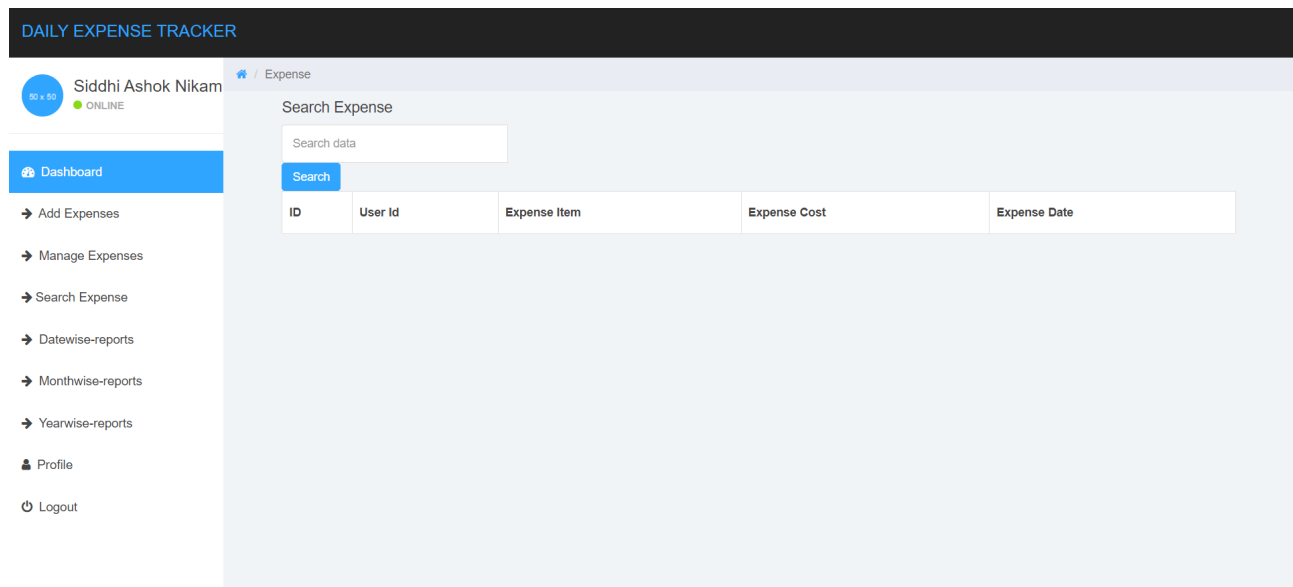 DAILY EXPENSE TRACKER
50 x 50
Siddhi Ashok Nikam
ONLINE
Dashboard
Add Expenses
Manage Expenses
Search Expense
Datewise-reports
Monthwise-reports
Yearwise-reports
Profile
Logout
/ Expense
Search Expense
Search data
Search
ID User Id Expense Item Expense Cost Expense Date